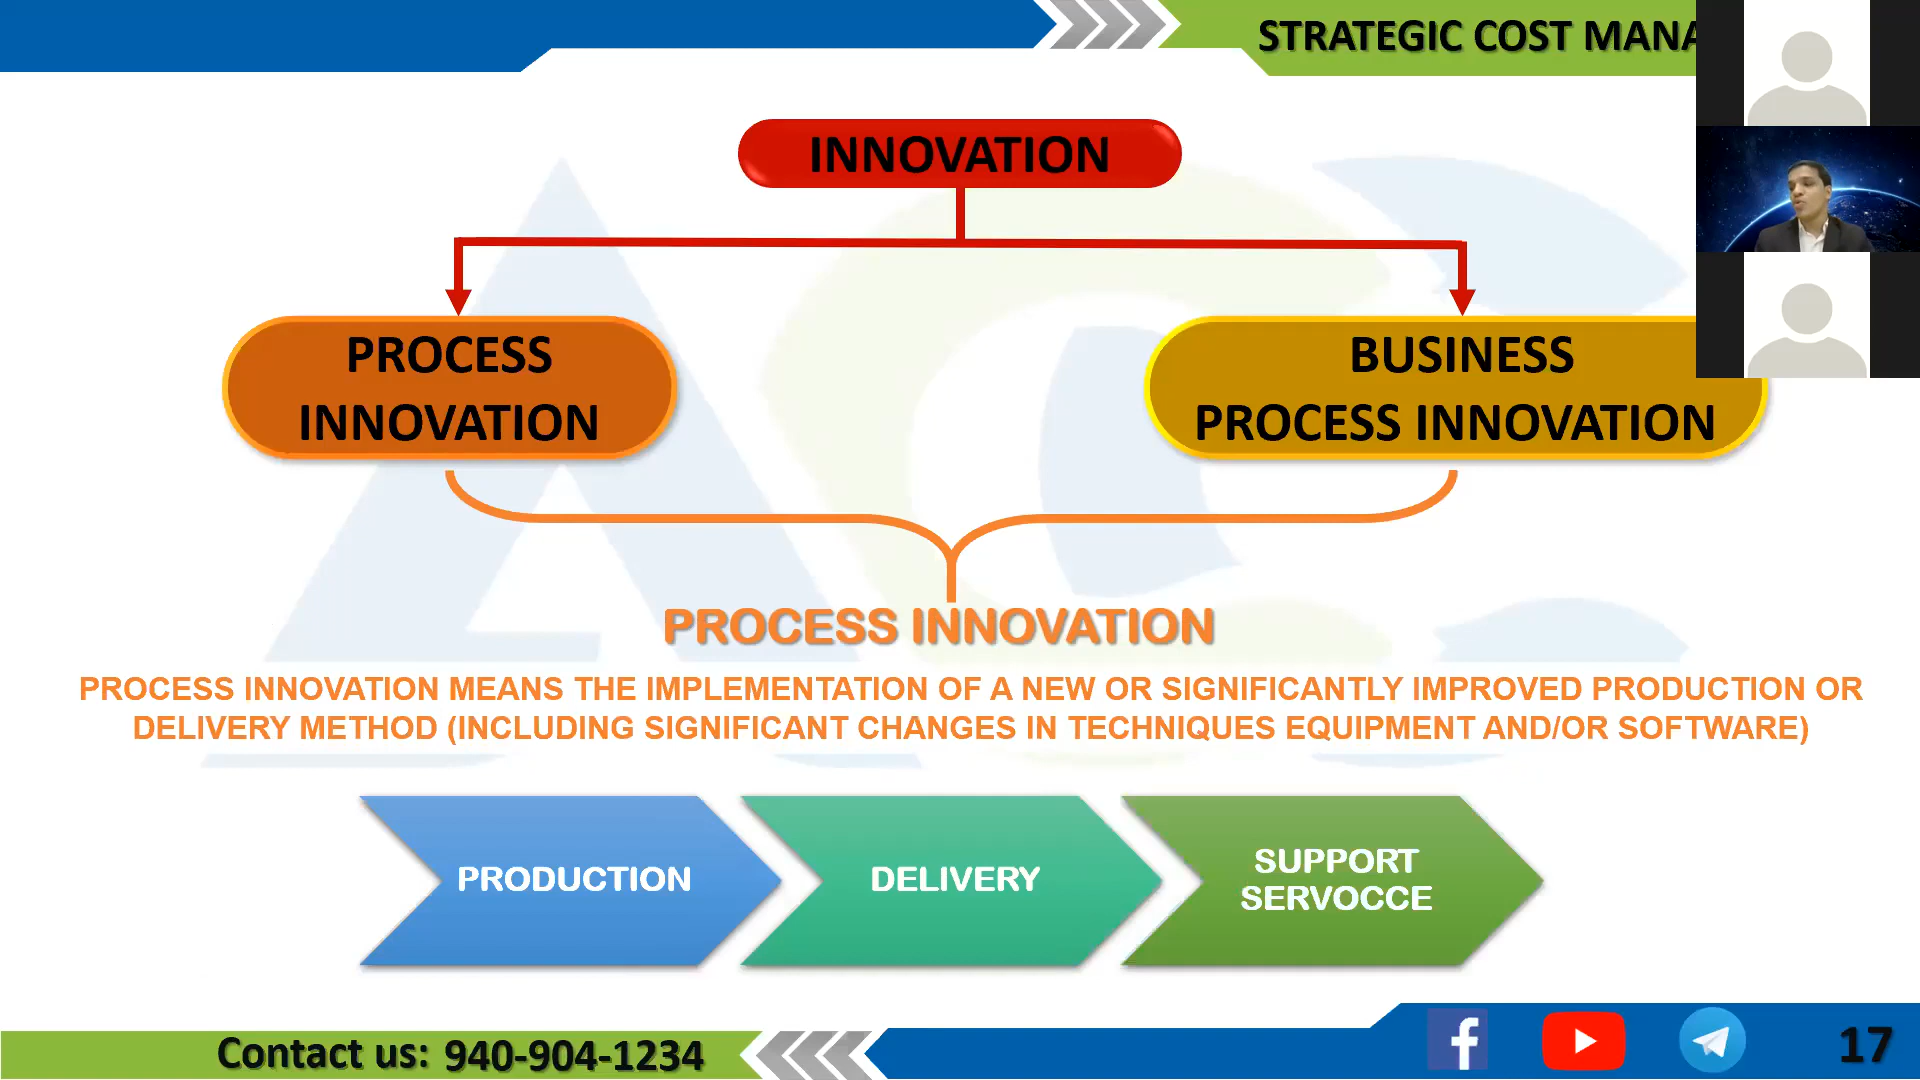 STRATEGIC COST MANA
INNOVATION
PROCESS
INNOVATION
BUSINESS
PROCESS INNOVATION
PROCESS INNOVATION
PROCESS INNOVATION MEANS THE IMPLEMENTATION OF A NEW OR SIGNIFICANTLY IMPROVED PRODUCTION OR
DELIVERY METHOD (INCLUDING SIGNIFICANT CHANGES IN TECHNIQUES EQUIPMENT AND/OR SOFTWARE)
PRODUCTION
DELIVERY
SUPPORT
SERVOCCE
Contact us: 940-904-1234
17